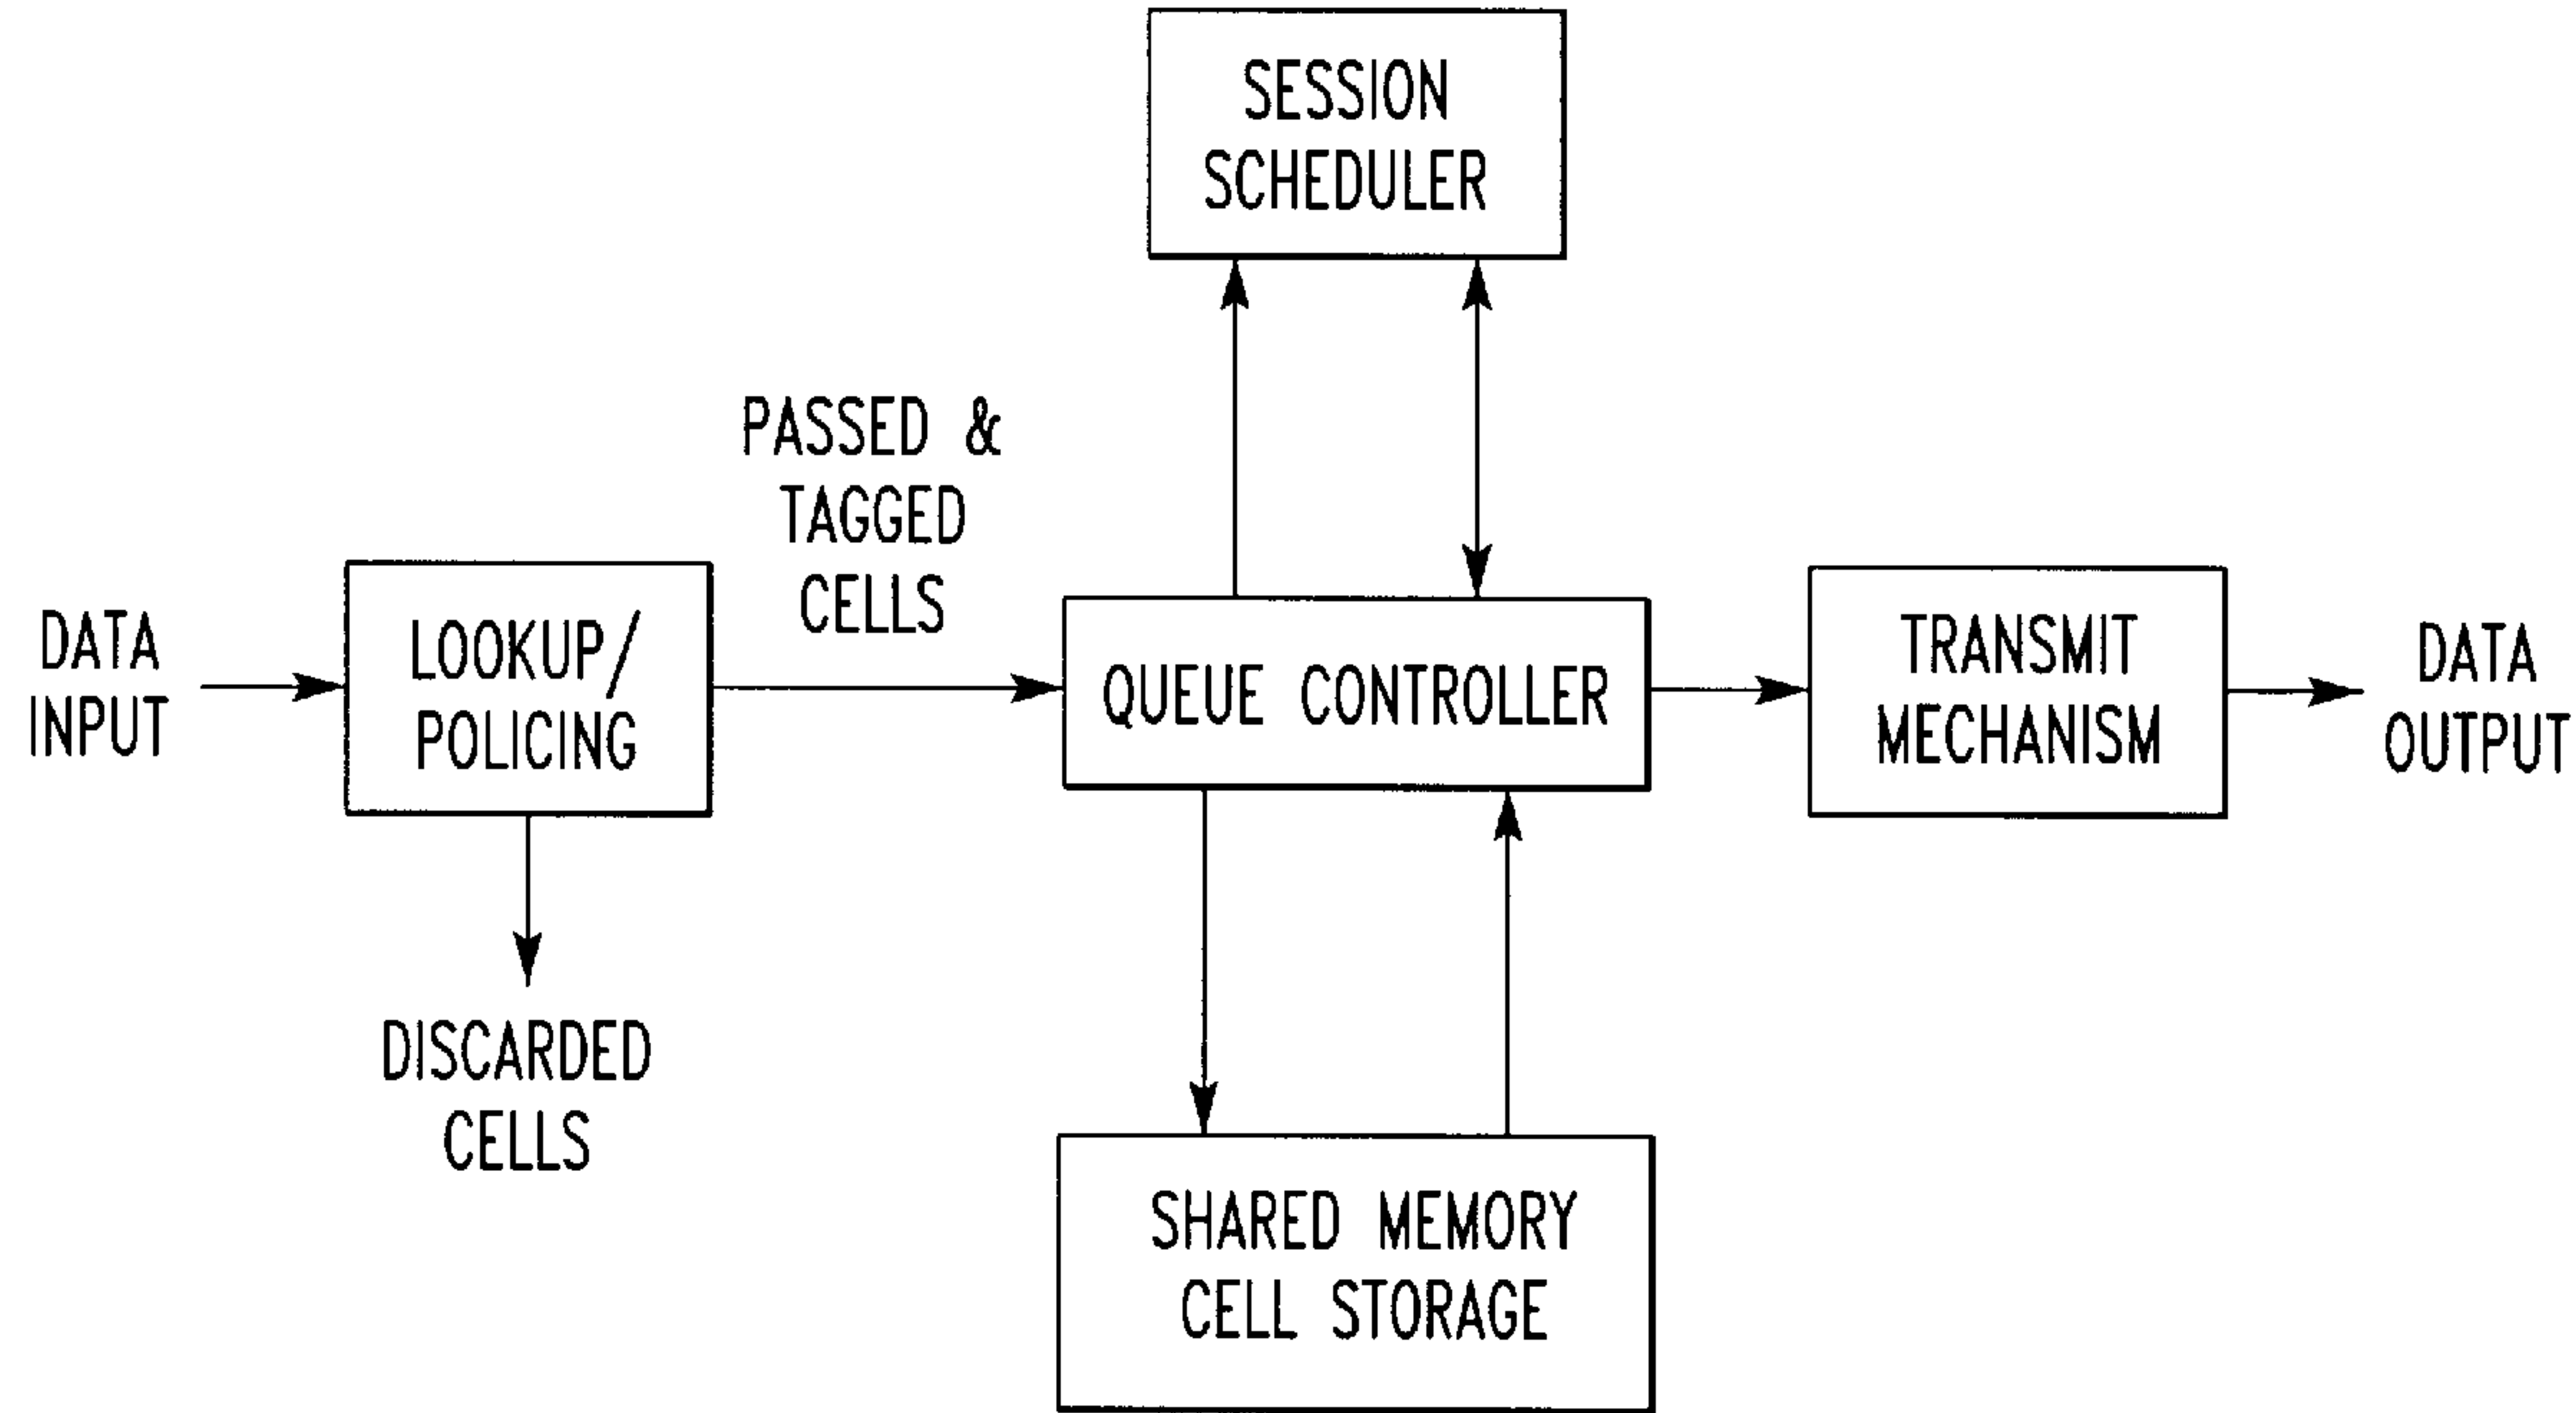 SESSION
SCHEDULER
PASSED &
TAGGED
CELLS
DATA
INPUT
LOOKUP/
POLICING
QUEUE CONTROLLER
TRANSMIT
MECHANISM
DATA
OUTPUT
DISCARDED
CELLS
SHARED MEMORY
CELL STORAGE